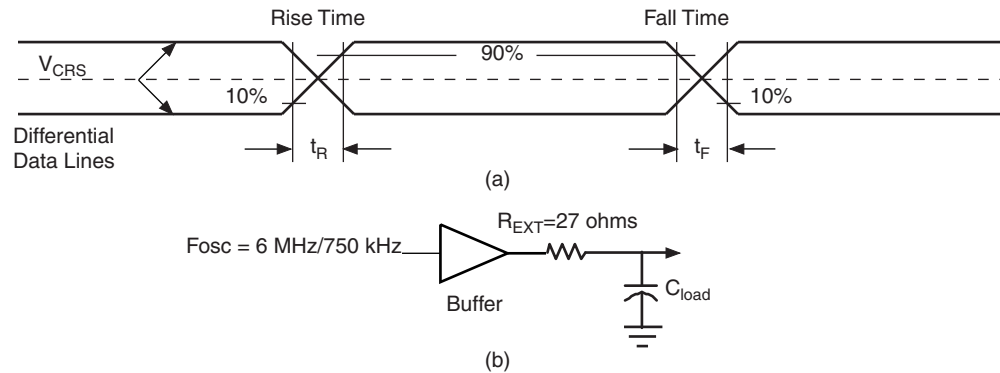 Rise Time
Fall Time
V_CRS
90%
10%
10%
Differential
Data Lines
t_R
t_F
(a)
R_EXT=27 ohms
Fosc = 6 MHz/750 kHz
Buffer
C_load
(b)